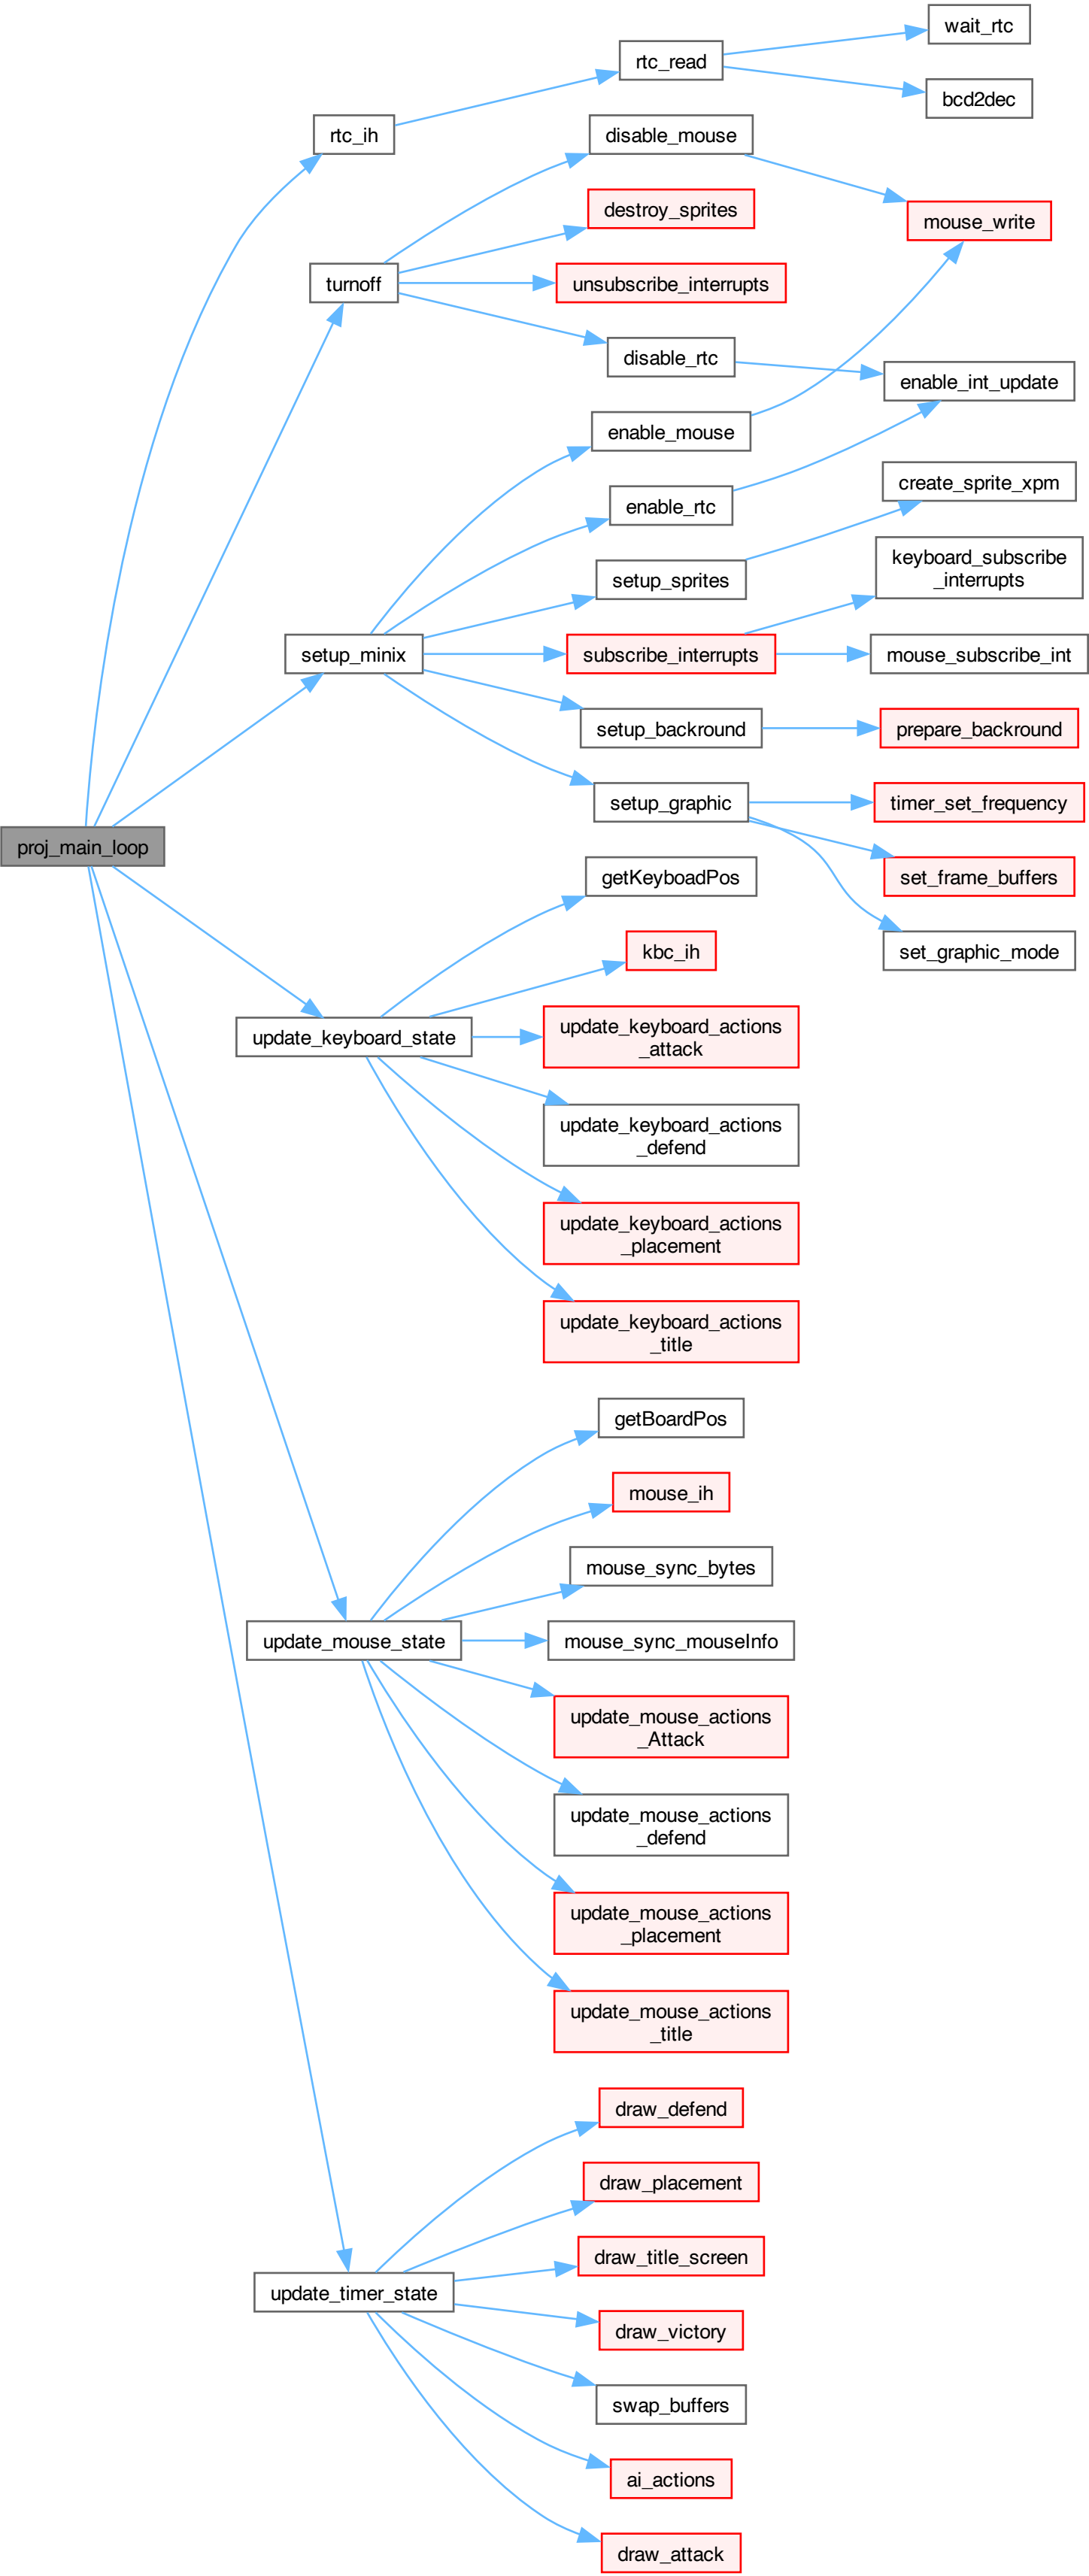 wait_rtc
rtc_read
bcd2dec
rtc_ih
disable_mouse
destroy_sprites
mouse_write
turnoff
unsubscribe_interrupts
disable_rtc
enable_int_update
enable_mouse
create_sprite_xpm
enable_rtc
keyboard_subscribe
_interrupts
setup_sprites
setup_minix
subscribe_interrupts
mouse_subscribe_int
setup_backround
prepare_backround
setup_graphic
timer_set_frequency
proj_main_loop
getKeyboadPos
set_frame_buffers
kbc_ih
set_graphic_mode
update_keyboard_state
update_keyboard_actions
_attack
update_keyboard_actions
_defend
update_keyboard_actions
_placement
update_keyboard_actions
_title
getBoardPos
mouse_ih
mouse_sync_bytes
update_mouse_state
mouse_sync_mouseInfo
update_mouse_actions
_Attack
update_mouse_actions
_defend
update_mouse_actions
_placement
update_mouse_actions
_title
draw_defend
draw_placement
draw_title_screen
update_timer_state
draw_victory
swap_buffers
ai_actions
draw_attack